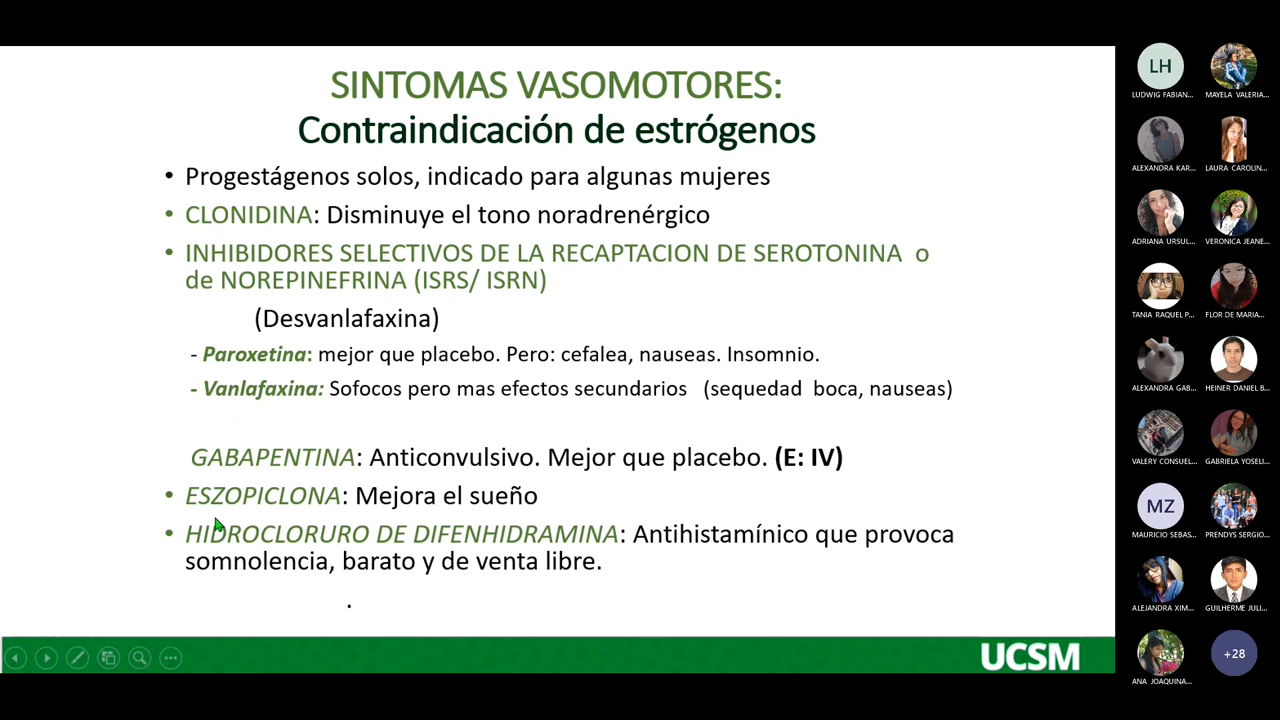 SINTOMAS VASOMOTORES:
Contraindicación de estrógenos
• Progestágenos solos, indicado para algunas mujeres
• CLONIDINA: Disminuye el tono noradrenérgico
• INHIBIDORES SELECTIVOS DE LA RECAPTACION DE SEROTONINA o
de NOREPINEFRINA (ISRS/ ISRN)
(Desvanlafaxina)
- Paroxetina: mejor que placebo. Pero: cefalea, nauseas. Insomnio.
- Vanlafaxina: Sofocos pero mas efectos secundarios (sequedad boca, nauseas)
GABAPENTINA: Anticonvulsivo. Mejor que placebo. (E: IV)
• ESZOPICLONA: Mejora el sueño
• HIDROCLORURO DE DIFENHIDRAMINA: Antihistamínico que provoca
somnolencia, barato y de venta libre.
.
UCSM
LH
LUDWIG FABIAN...
MAYELA VALERIA...
ALEXANDRA KAR...
LAURA CAROLIN...
ADRIANA URSUL...
VERONICA JEANE...
TANIA RAQUEL P...
FLOR DE MARIA...
ALEXANDRA GAB...
HEINER DANIEL B...
VALERY CONSUEL...
GABRIELA YOSELI...
MZ
MAURICIO SEBAS...
PRENDYS SERGIO...
ALEJANDRA XIM...
GUILHERME JULI...
ANA JOAQUINA...
+28